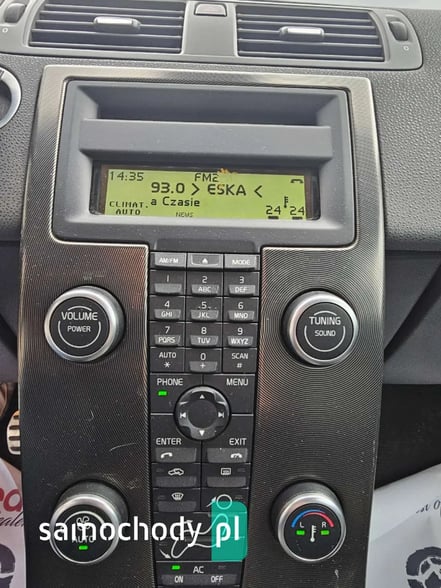 14:35 FM2
93.0 > ESKA <
a Czasie
CLIMAT.
AUTO NEWS 24 24
AM/FM MODE
1 2 ABC 3 DEF
VOLUME POWER
4 GHI 5 JKL 6 MNO
TUNING SOUND
7 PQRS 8 TUV 9 WXYZ
AUTO * 0 + SCAN #
PHONE MENU
ENTER EXIT
AUTO
L R
samochody pl
AC
ON OFF